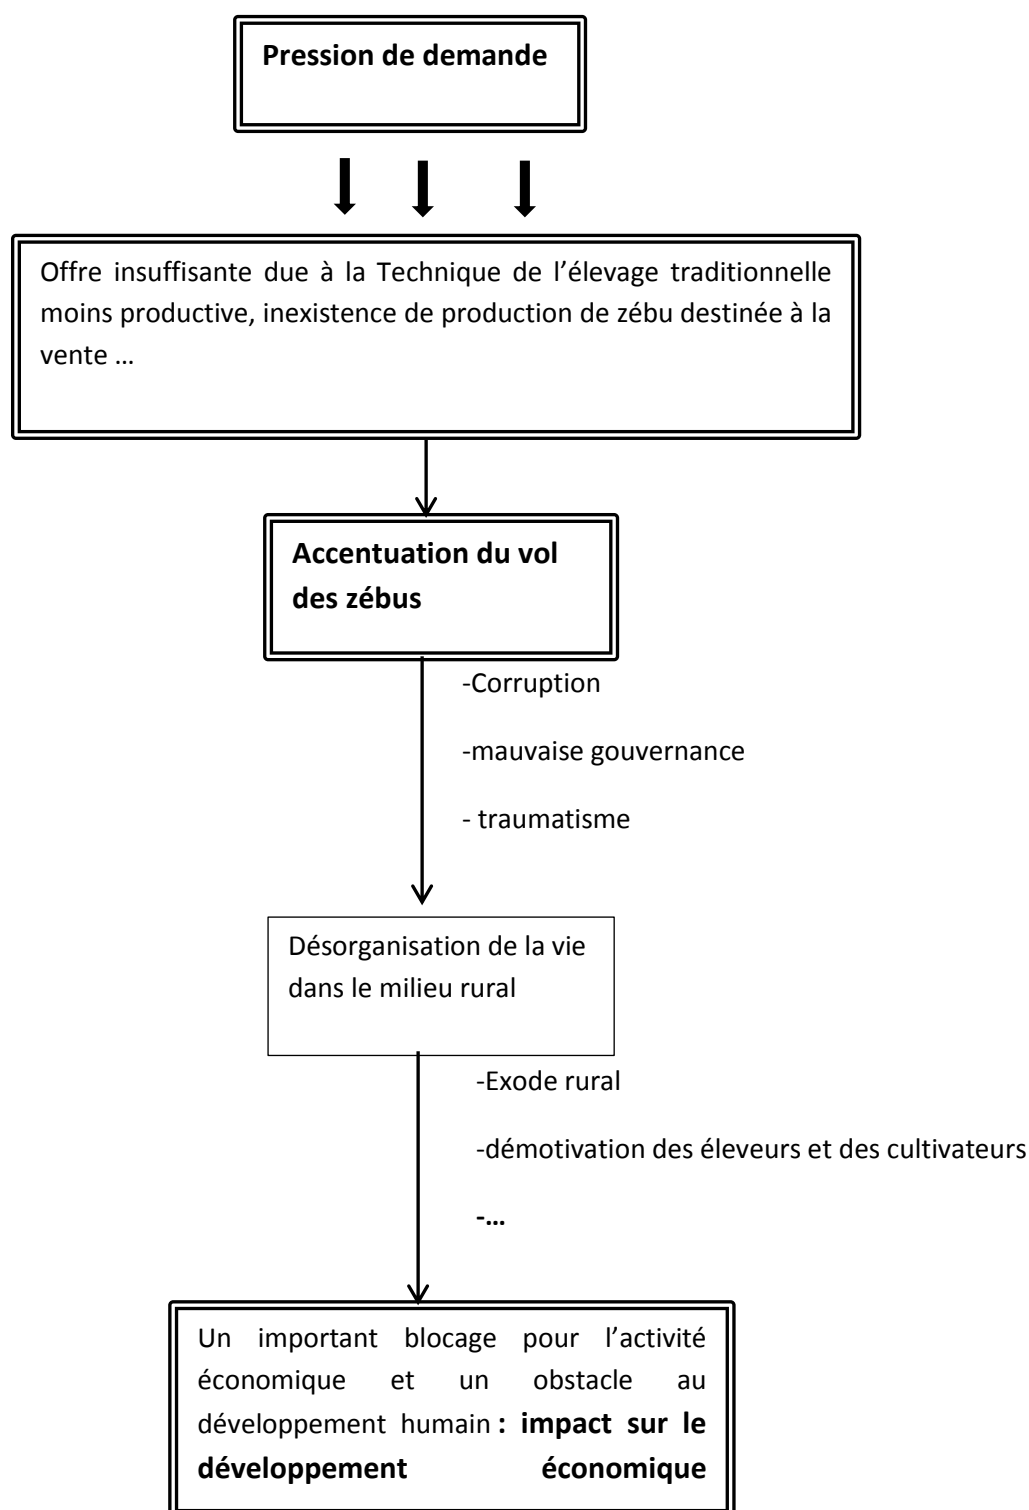 Pression de demande
Offre insuffisante due à la Technique de l’élevage traditionnelle
moins productive, inexistence de production de zébu destinée à la
vente …
Accentuation du vol
des zébus
-Corruption
-mauvaise gouvernance
- traumatisme
Désorganisation de la vie
dans le milieu rural
-Exode rural
-démotivation des éleveurs et des cultivateurs
-…
Un important blocage pour l’activité
économique et un obstacle au
développement humain : impact sur le
développement économique